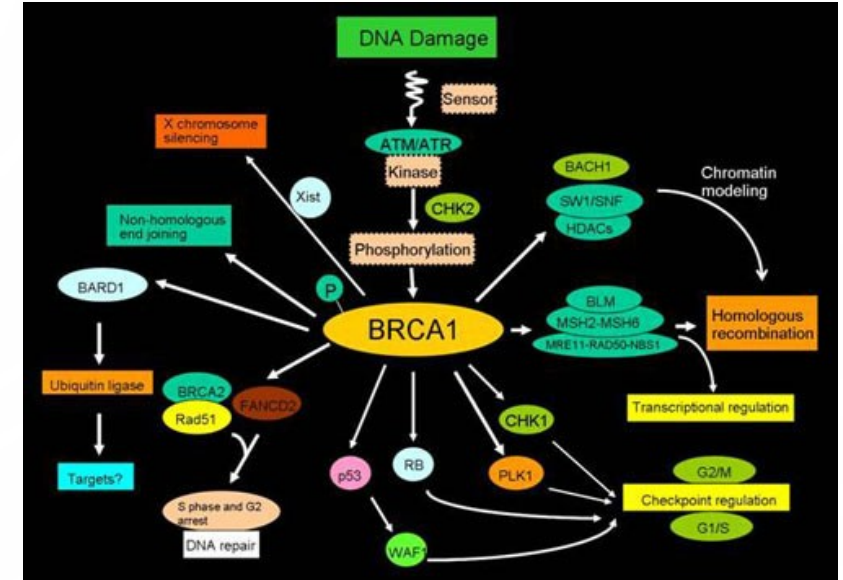 DNA Damage
Sensor
X chromosome
silencing
ATM/ATR
Kinase
BACH1
Chromatin
modeling
Xist
CHK2
SW1/SNF
HDACs
Non-homologous
end joining
Phosphorylation
BARD1
P
BRCA1
BLM
MSH2-MSH6
MRE11-RAD50-NBS1
Homologous
recombination
Ubiquitin ligase
BRCA2
Rad51
FANCD2
CHK1
Transcriptional regulation
Targets?
p53
RB
PLK1
G2/M
Checkpoint regulation
G1/S
S phase and G2
arrest
DNA repair
WAF1